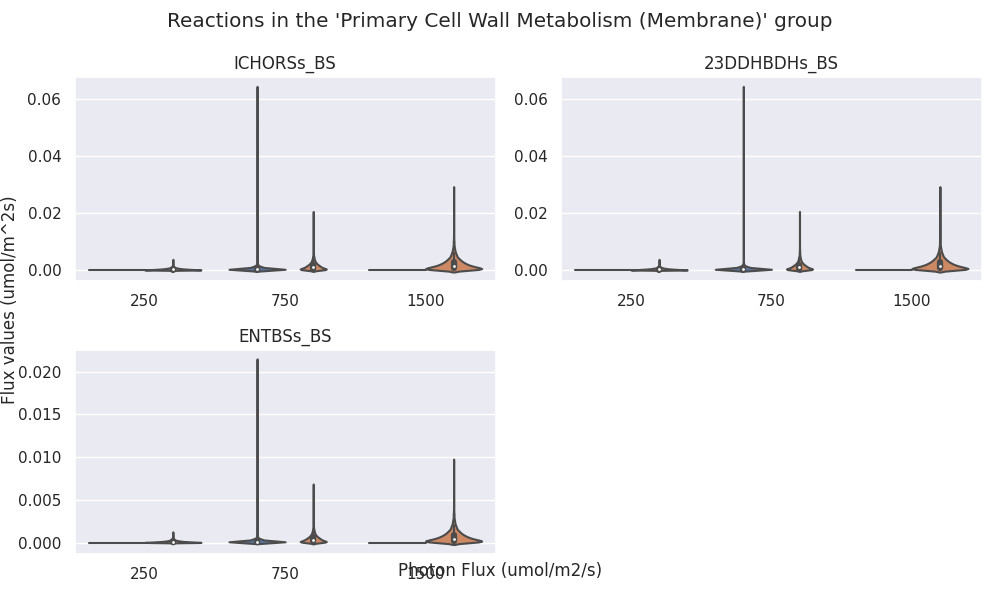 Reactions in the 'Primary Cell Wall Metabolism (Membrane)' group
ICHORSs_BS
0.06
0.04
0.02
0.00
250 750 1500
23DDHBDHs_BS
0.06
0.04
0.02
0.00
250 750 1500
Flux values (umol/m^2s)
ENTBSs_BS
0.020
0.015
0.010
0.005
0.000
250 750 1500
Photon Flux (umol/m2/s)